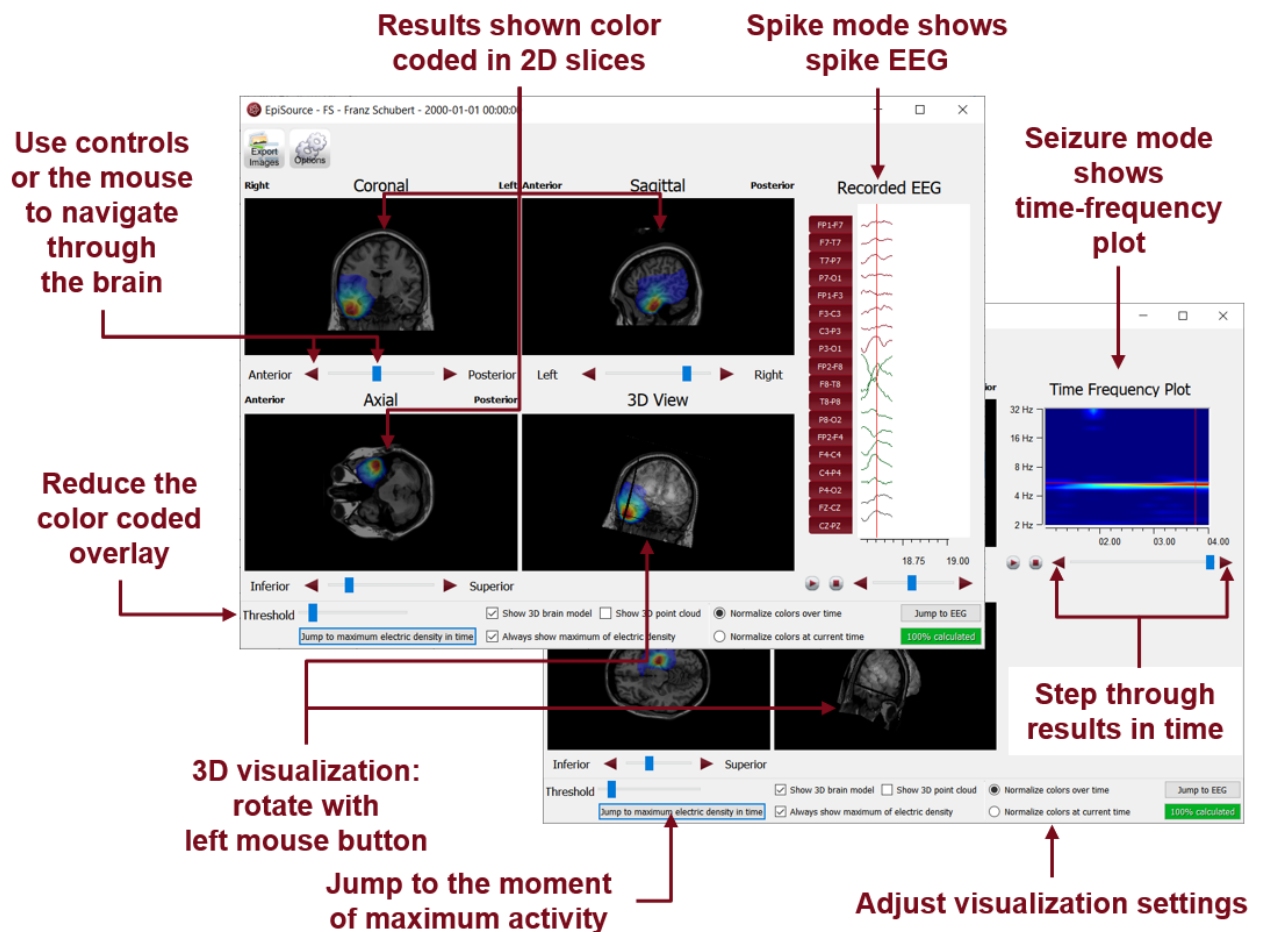 Results shown color
coded in 2D slices
Spike mode shows
spike EEG
Use controls
or the mouse
to navigate
through
the brain
Seizure mode
shows
time-frequency
plot
Reduce the
color coded
overlay
3D visualization:
rotate with
left mouse button
Jump to the moment
of maximum activity
Step through
results in time
Adjust visualization settings
EpiSource - FS - Franz Schubert - 2000-01-01 00:00:00
Export
Images
Options
Right Coronal Left
Anterior Sagittal Posterior
Recorded EEG
FP1-F7
F7-T7
T7-P7
P7-O1
FP1-F3
F3-C3
C3-P3
P3-O1
FP2-F8
F8-T8
T8-P8
P8-O2
FP2-F4
F4-C4
C4-P4
P4-O2
FZ-CZ
CZ-PZ
18.75 19.00
Anterior Posterior
Left Right
Anterior Axial Posterior
3D View
Inferior Superior
Threshold
Jump to maximum electric density in time
Show 3D brain model Show 3D point cloud
Always show maximum of electric density
Normalize colors over time
Normalize colors at current time
Jump to EEG
100% calculated
ior
Time Frequency Plot
32 Hz
16 Hz
8 Hz
4 Hz
2 Hz
02.00 03.00 04.00
Inferior Superior
Threshold
Jump to maximum electric density in time
Show 3D brain model Show 3D point cloud
Always show maximum of electric density
Normalize colors over time
Normalize colors at current time
Jump to EEG
100% calculated